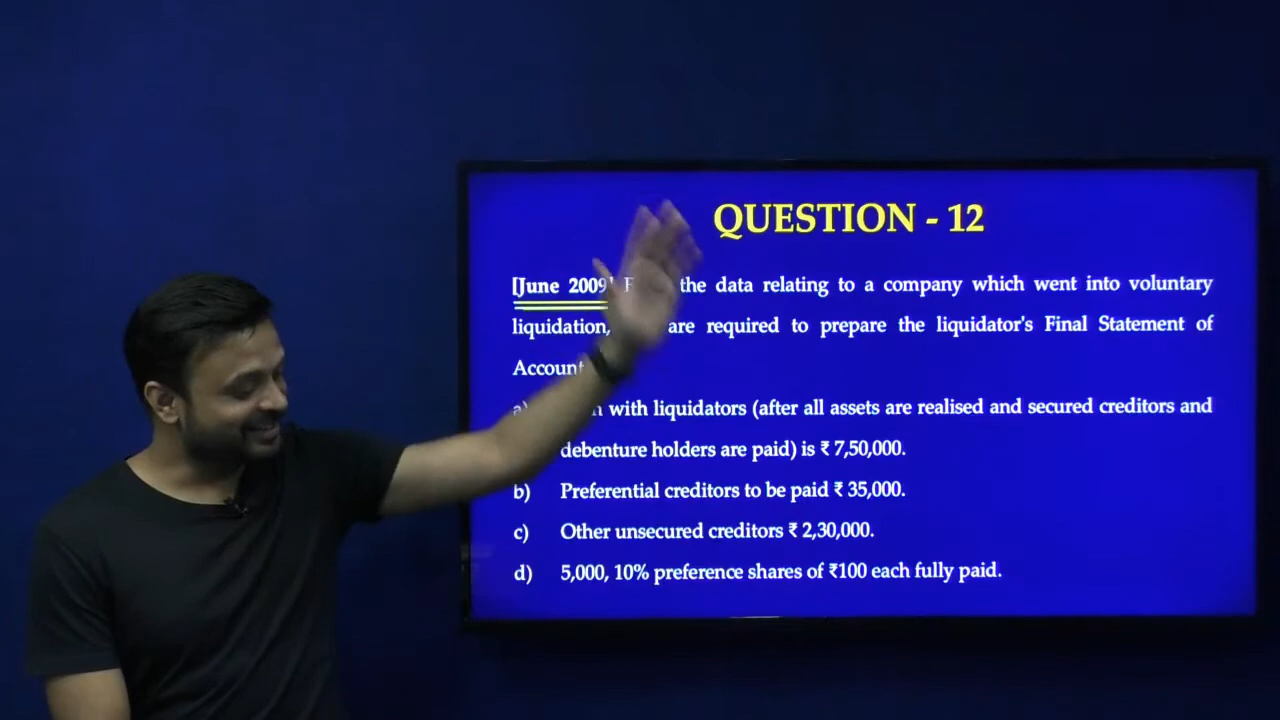 QUESTION - 12
[June 2009] the data relating to a company which went into voluntary
liquidation, are required to prepare the liquidator's Final Statement of
Account
a) with liquidators (after all assets are realised and secured creditors and
debenture holders are paid) is ₹ 7,50,000.
b) Preferential creditors to be paid ₹ 35,000.
c) Other unsecured creditors ₹ 2,30,000.
d) 5,000, 10% preference shares of ₹100 each fully paid.